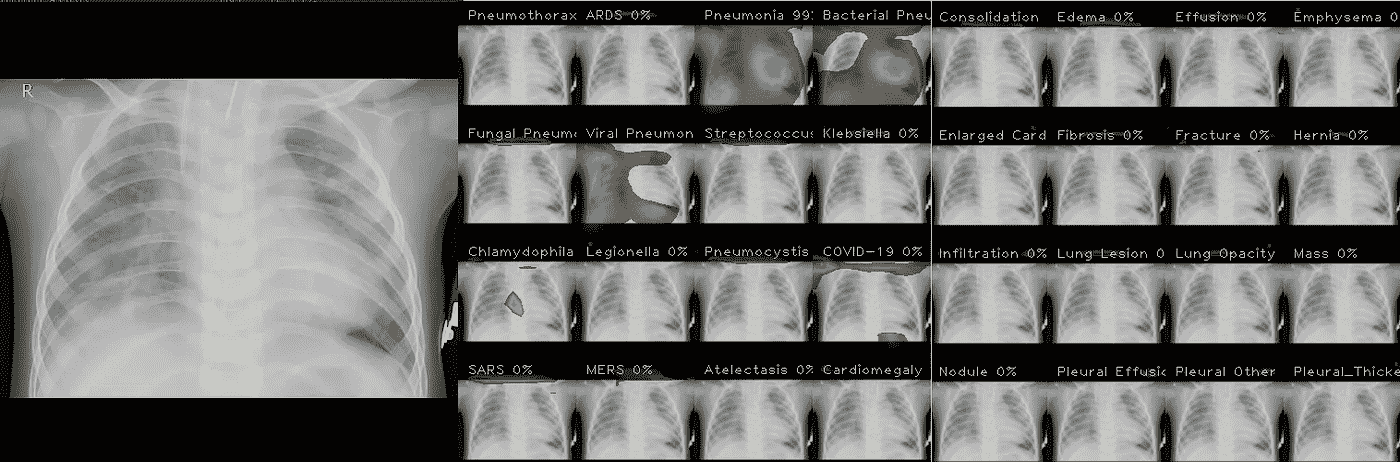 R
Pneumothorax ARDS 0% Pneumonia 99% Bacterial Pneu Consolidation Edema 0% Effusion 0% Emphysema 0
Fungal Pneum Viral Pneumon Streptococcus Klebsiella 0% Enlarged Card Fibrosis 0% Fracture 0% Hernia 0%
Chlamydophila Legionella 0% Pneumocystis COVID-19 0% Infiltration 0% Lung Lesion 0 Lung Opacity Mass 0%
SARS 0% MERS 0% Atelectasis 0% Cardiomegaly Nodule 0% Pleural Effusic Pleural Other Pleural_Thicke